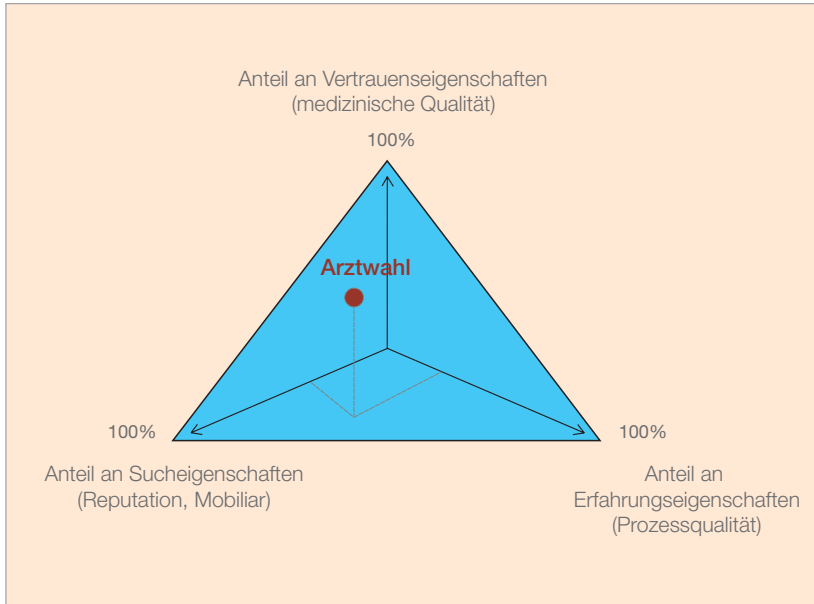 Anteil an Vertrauenseigenschaften
(medizinische Qualität)
100%
Arztwahl
100%
Anteil an Sucheigenschaften
(Reputation, Mobiliar)
100%
Anteil an
Erfahrungseigenschaften
(Prozessqualität)